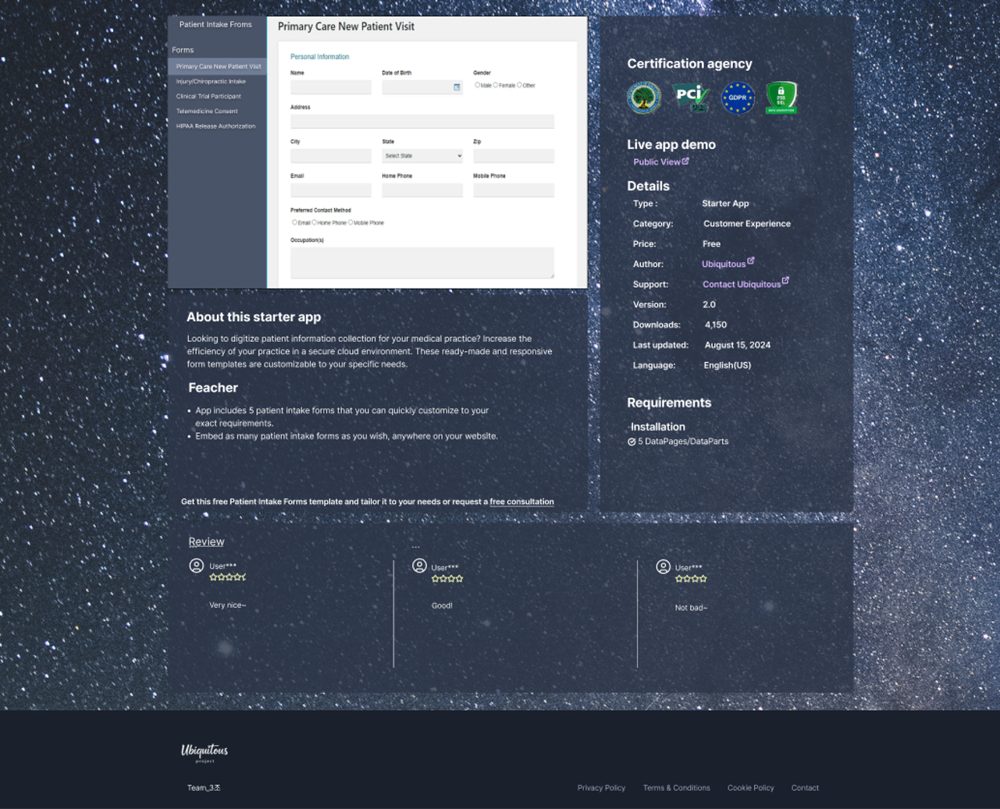 Patient Intake Froms
Forms
Primary Care New Patient Visit
Injury/Chiropractic Intake
Clinical Trial Participant
Telemedicine Consent
HIPAA Release Authorization
Primary Care New Patient Visit
Personal Information
Name Date of Birth Gender
Male Female Other
Address
City State Zip
Select State
Email Home Phone Mobile Phone
Preferred Contact Method
Email Home Phone Mobile Phone
Occupation(s)
About this starter app
Looking to digitize patient information collection for your medical practice? Increase the
efficiency of your practice in a secure cloud environment. These ready-made and responsive
form templates are customizable to your specific needs.
Feacher
• App includes 5 patient intake forms that you can quickly customize to your
exact requirements.
• Embed as many patient intake forms as you wish, anywhere on your website.
Get this free Patient Intake Forms template and tailor it to your needs or request a free consultation
Certification agency
PCI GDPR 256 SSL
Live app demo
Public View
Details
Type : Starter App
Category: Customer Experience
Price: Free
Author: Ubiquitous
Support: Contact Ubiquitous
Version: 2.0
Downloads: 4,150
Last updated: August 15, 2024
Language: English(US)
Requirements
·Installation
5 DataPages/DataParts
Review
...
User***
Very nice~
User***
Good!
User***
Not bad~
Ubiquitous
project
Team_3조
Privacy Policy Terms & Conditions Cookie Policy Contact